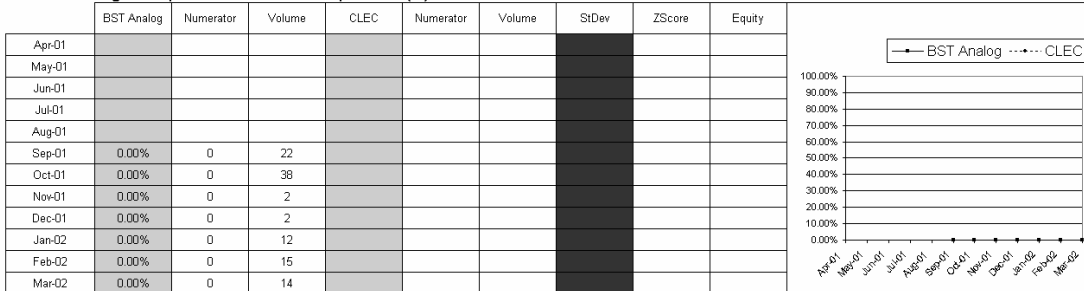 BST Analog Numerator Volume CLEC Numerator Volume StDev ZScore Equity
Apr-01
May-01
Jun-01
Jul-01
Aug-01
Sep-01 0.00% 0 22
Oct-01 0.00% 0 38
Nov-01 0.00% 0 2
Dec-01 0.00% 0 2
Jan-02 0.00% 0 12
Feb-02 0.00% 0 15
Mar-02 0.00% 0 14
BST Analog CLEC
100.00%
90.00%
80.00%
70.00%
60.00%
50.00%
40.00%
30.00%
20.00%
10.00%
0.00%
Apr-01 May-01 Jun-01 Jul-01 Aug-01 Sep-01 Oct-01 Nov-01 Dec-01 Jan-02 Feb-02 Mar-02